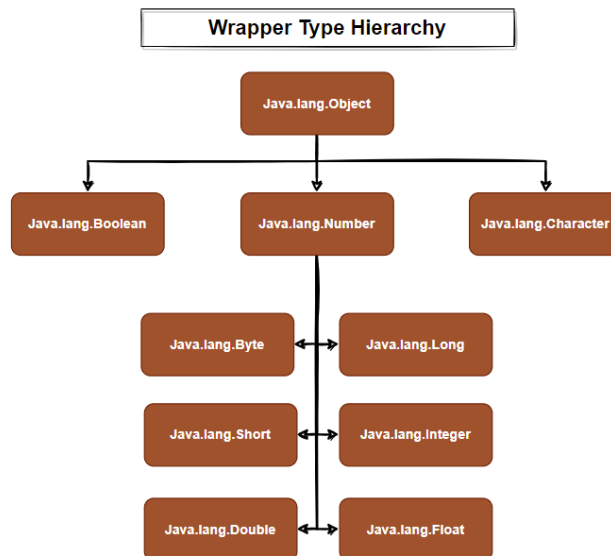 Wrapper Type Hierarchy
Java.lang.Object
Java.lang.Boolean
Java.lang.Number
Java.lang.Character
Java.lang.Byte
Java.lang.Long
Java.lang.Short
Java.lang.Integer
Java.lang.Double
Java.lang.Float